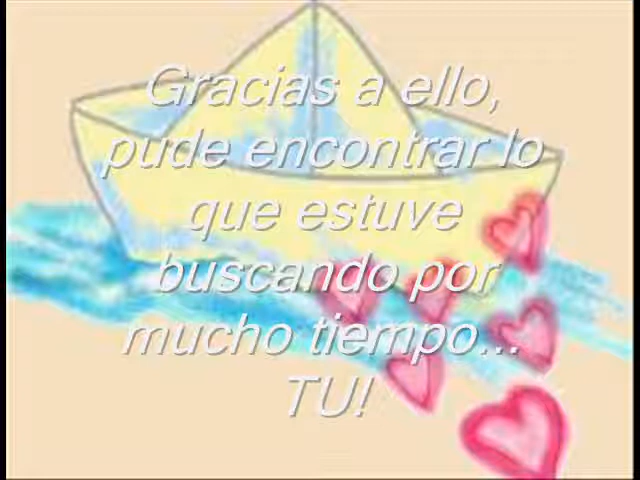 Gracias a ello,
pude encontrar lo
que estuve
buscando por
mucho tiempo...
TU!